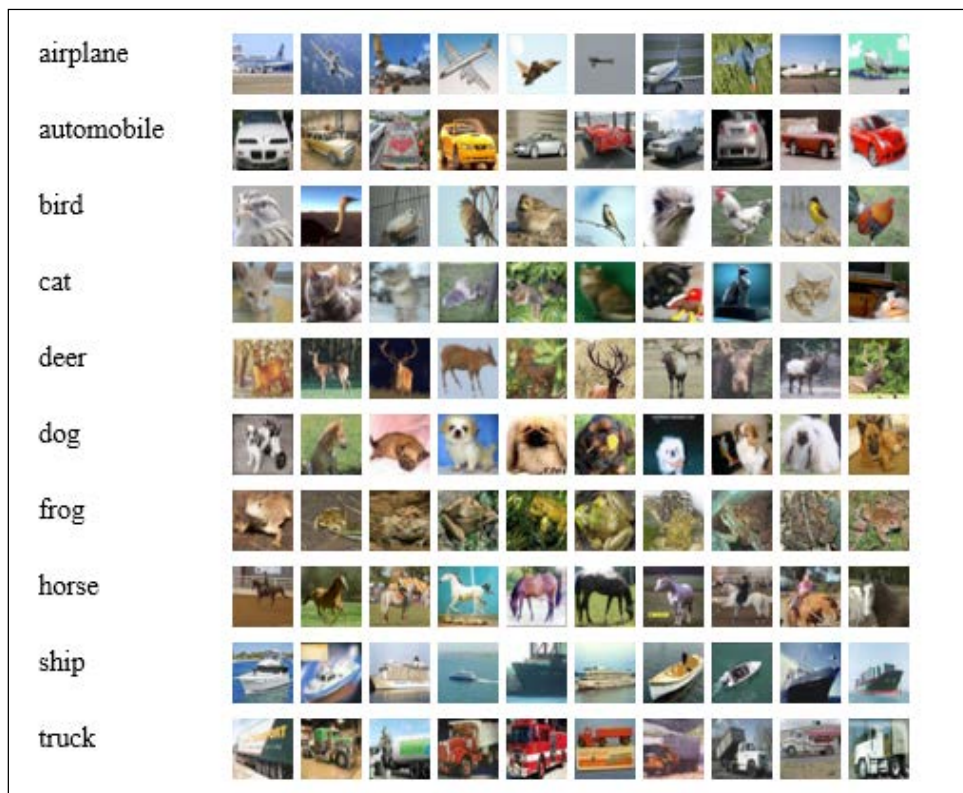 airplane
automobile
bird
cat
deer
dog
frog
horse
ship
truck